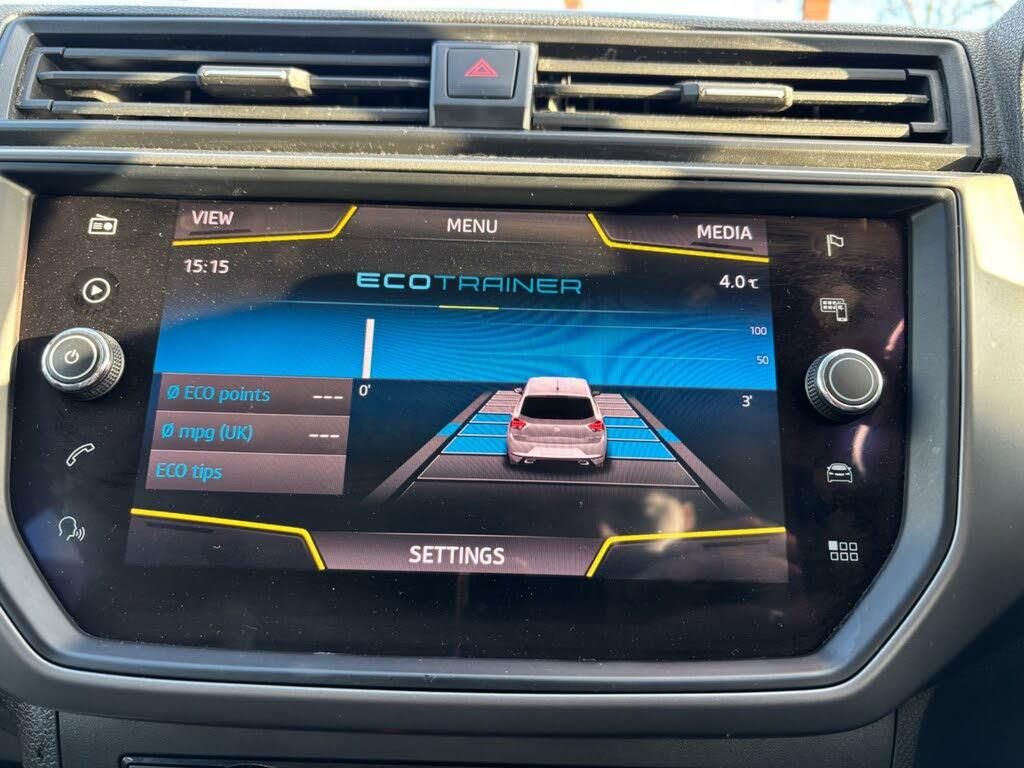 VIEW
MENU
MEDIA
15:15
ECOTRAINER
4.0 °C
100
50
Ø ECO points ---
0'
3'
Ø mpg (UK) ---
ECO tips
SETTINGS